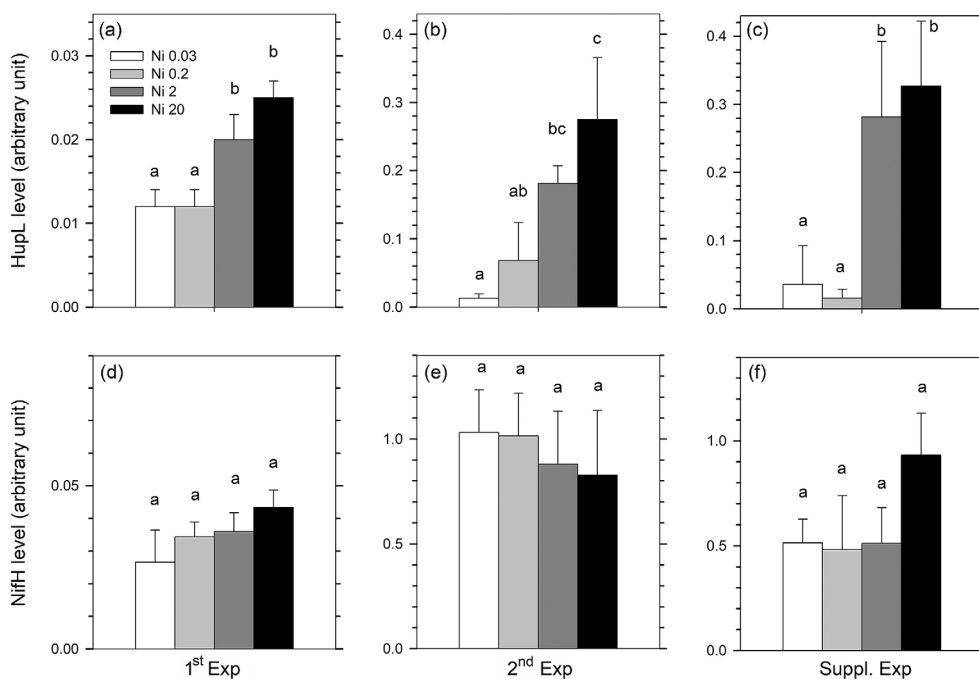 (a)
Ni 0.03
Ni 0.2
Ni 2
Ni 20
a
a
b
b
0.03
0.02
0.01
0.00
HupL level (arbitrary unit)
(b)
a
ab
bc
c
0.4
0.3
0.2
0.1
0.0
(c)
a
a
b
b
0.4
0.3
0.2
0.1
0.0
(d)
a
a
a
a
0.05
0.00
NifH level (arbitrary unit)
1st Exp
(e)
a
a
a
a
1.0
0.5
0.0
2nd Exp
(f)
a
a
a
a
1.0
0.5
0.0
Suppl. Exp